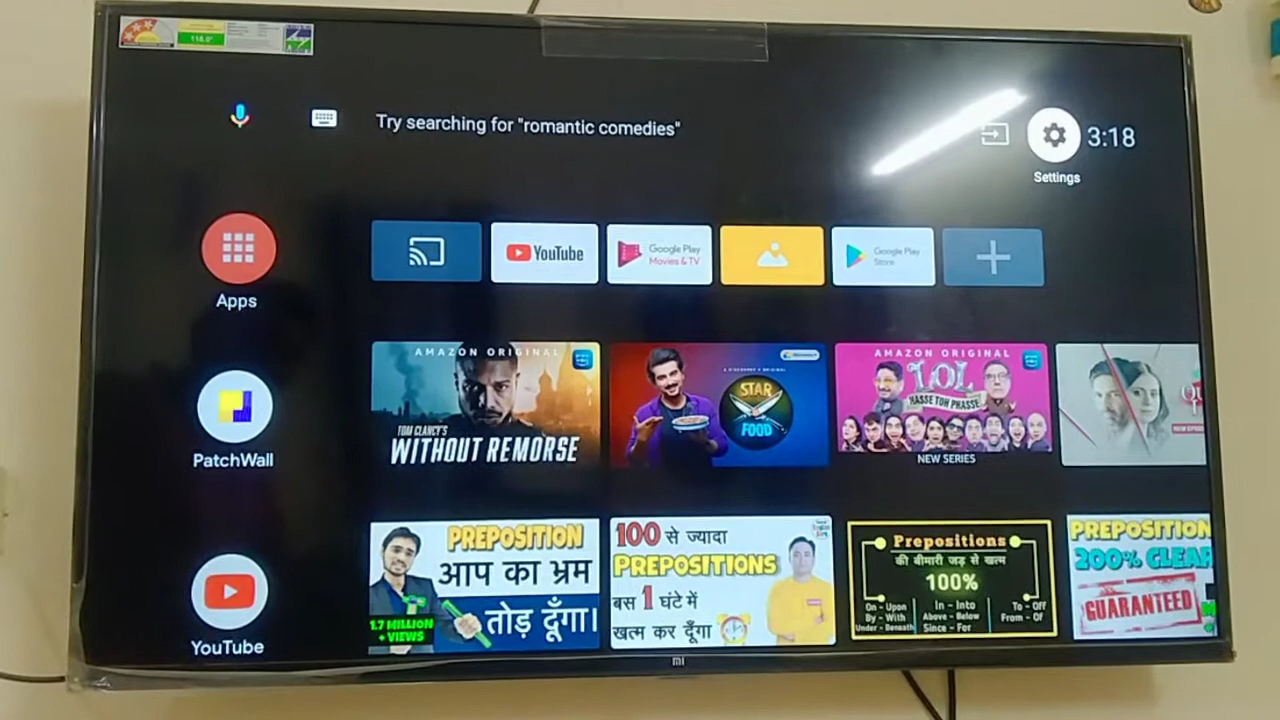 118.0°
Try searching for "romantic comedies"
3:18
Settings
YouTube
Google Play
Movies & TV
Google Play
Store
Apps
AMAZON ORIGINAL
TOM CLANCY'S
WITHOUT REMORSE
STAR
FOOD
AMAZON ORIGINAL
LOL
HASSE TOH PHASSE
NEW SERIES
PatchWall
PREPOSITION
आप का भ्रम
तोड़ दूँगा।
1.7 MILLION
+ VIEWS
100 से ज्यादा
PREPOSITIONS
बस 1 घंटे में
खत्म कर दूँगा
Prepositions
की बीमारी जड़ से खत्म
100%
On - Upon
By - With
Under - Beneath
In - Into
Above - Below
Since - For
To - Off
From - Of
PREPOSITION
200% CLEAR
GUARANTEED
YouTube
mi